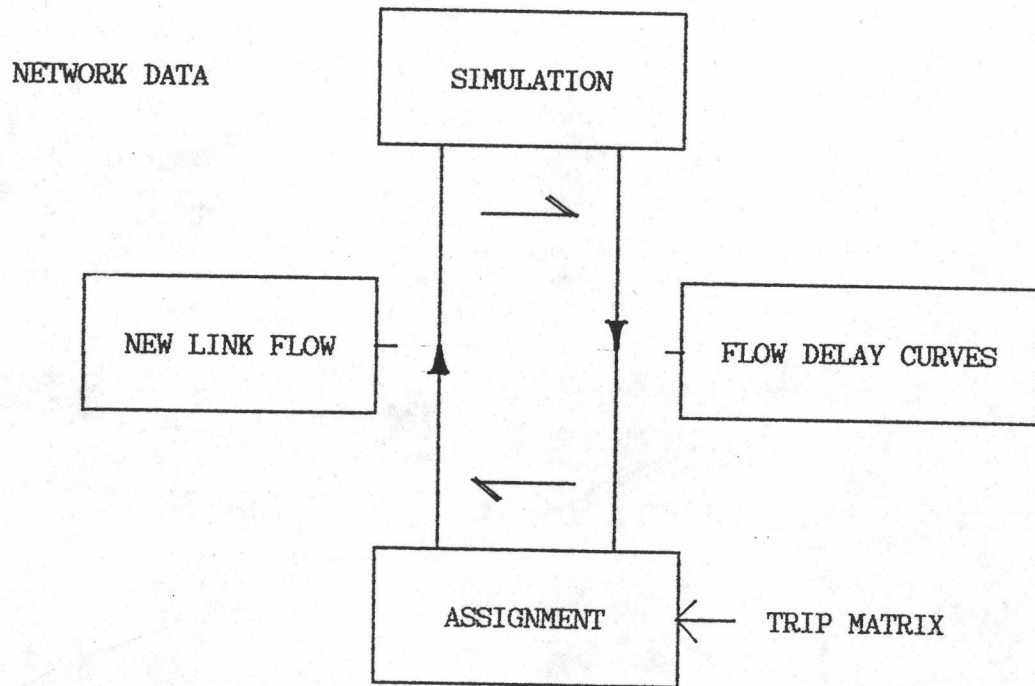 NETWORK DATA
SIMULATION
NEW LINK FLOW
FLOW DELAY CURVES
ASSIGNMENT
TRIP MATRIX